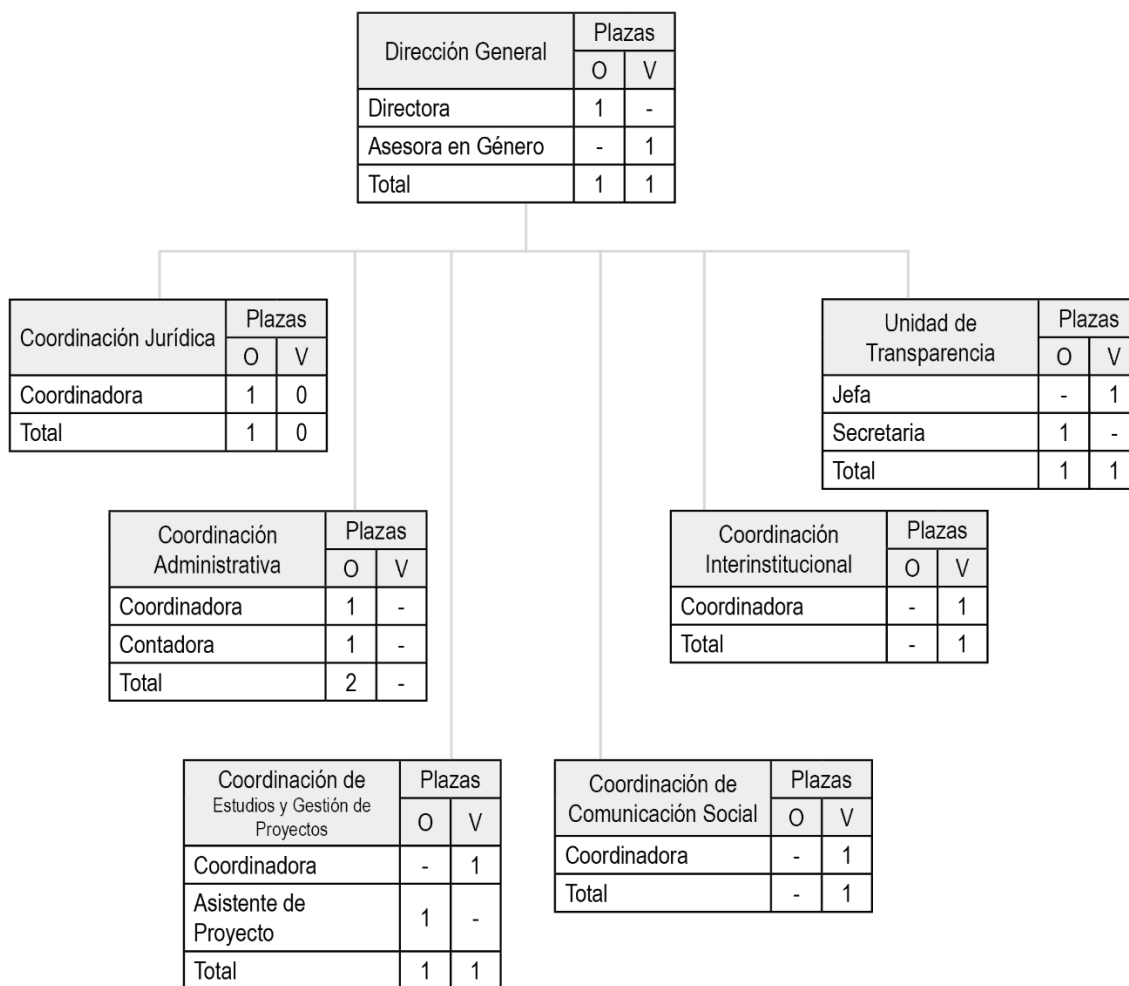 Dirección General
Plazas
O V
Directora 1 -
Asesora en Género - 1
Total 1 1
Coordinación Jurídica
Plazas
O V
Coordinadora 1 0
Total 1 0
Unidad de
Transparencia
Plazas
O V
Jefa - 1
Secretaria 1 -
Total 1 1
Coordinación
Administrativa
Plazas
O V
Coordinadora 1 -
Contadora 1 -
Total 2 -
Coordinación
Interinstitucional
Plazas
O V
Coordinadora - 1
Total - 1
Coordinación de
Estudios y Gestión de
Proyectos
Plazas
O V
Coordinadora - 1
Asistente de
Proyecto 1 -
Total 1 1
Coordinación de
Comunicación Social
Plazas
O V
Coordinadora - 1
Total - 1